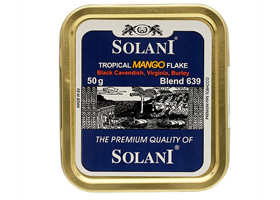 SOLANI®
TROPICAL MANGO FLAKE
Black Cavendish, Virginia, Burley
50g Blend 639
THE PREMIUM QUALITY OF
SOLANI®